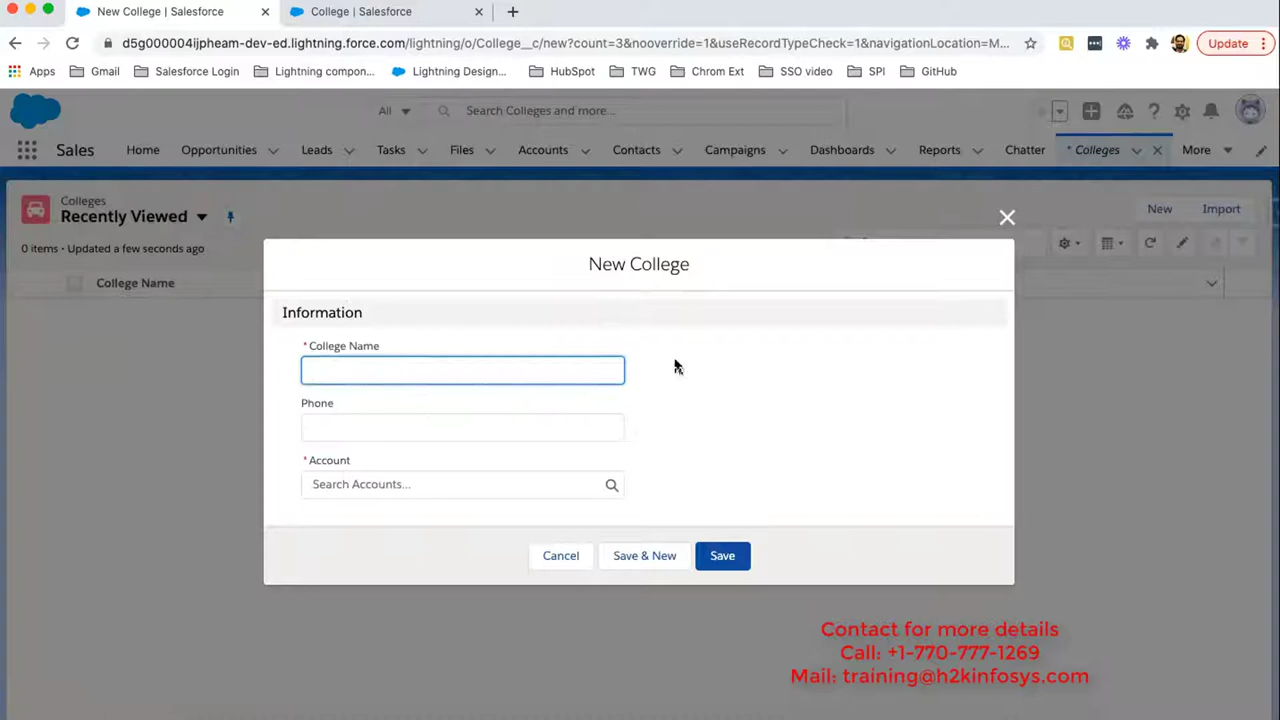 New College | Salesforce
College | Salesforce
d5g000004ijpheam-dev-ed.lightning.force.com/lightning/o/College__c/new?count=3&nooverride=1&useRecordTypeCheck=1&navigationLocation=M...
Update
Apps Gmail Salesforce Login Lightning compon... Lightning Design... HubSpot TWG Chrom Ext SSO video SPI GitHub
All Search Colleges and more...
Sales Home Opportunities Leads Tasks Files Accounts Contacts Campaigns Dashboards Reports Chatter * Colleges More
Colleges
Recently Viewed
New Import
0 items • Updated a few seconds ago
College Name
New College
Information
* College Name
Phone
* Account
Search Accounts...
Cancel Save & New Save
Contact for more details
Call: +1-770-777-1269
Mail: training@h2kinfosys.com